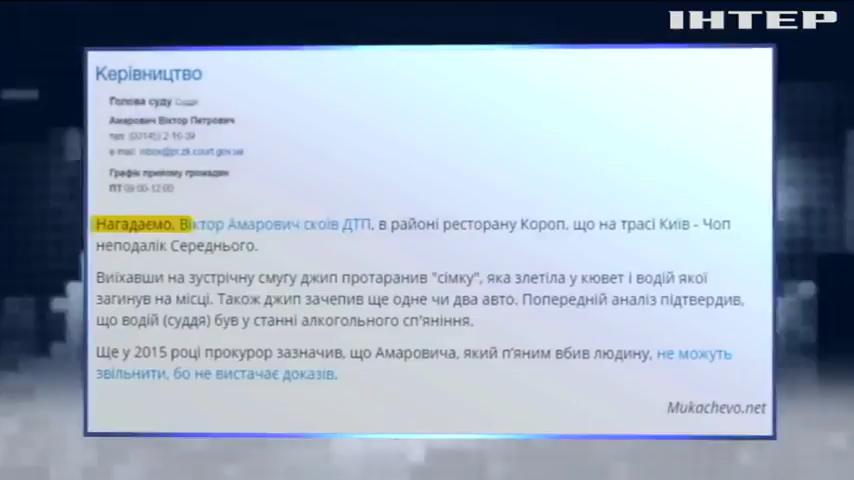 ІНТЕР
Керівництво
Голова суду Суддя
Амарович Віктор Петрович
тел: (03145) 2-16-39
e-mail: inbox@pr.zk.court.gov.ua
Графік прийому громадян
ПТ 09:00-12:00
Нагадаємо. Віктор Амарович скоїв ДТП, в районі ресторану Короп, що на трасі Київ - Чоп
неподалік Середнього.
Виїхавши на зустрічну смугу джип протаранив "сімку", яка злетіла у кювет і водій якої
загинув на місці. Також джип зачепив ще одне чи два авто. Попередній аналіз підтвердив,
що водій (суддя) був у станні алкогольного сп'яніння.
Ще у 2015 році прокурор зазначив, що Амаровича, який п'яним вбив людину, не можуть
звільнити, бо не вистачає доказів.
Mukachevo.net